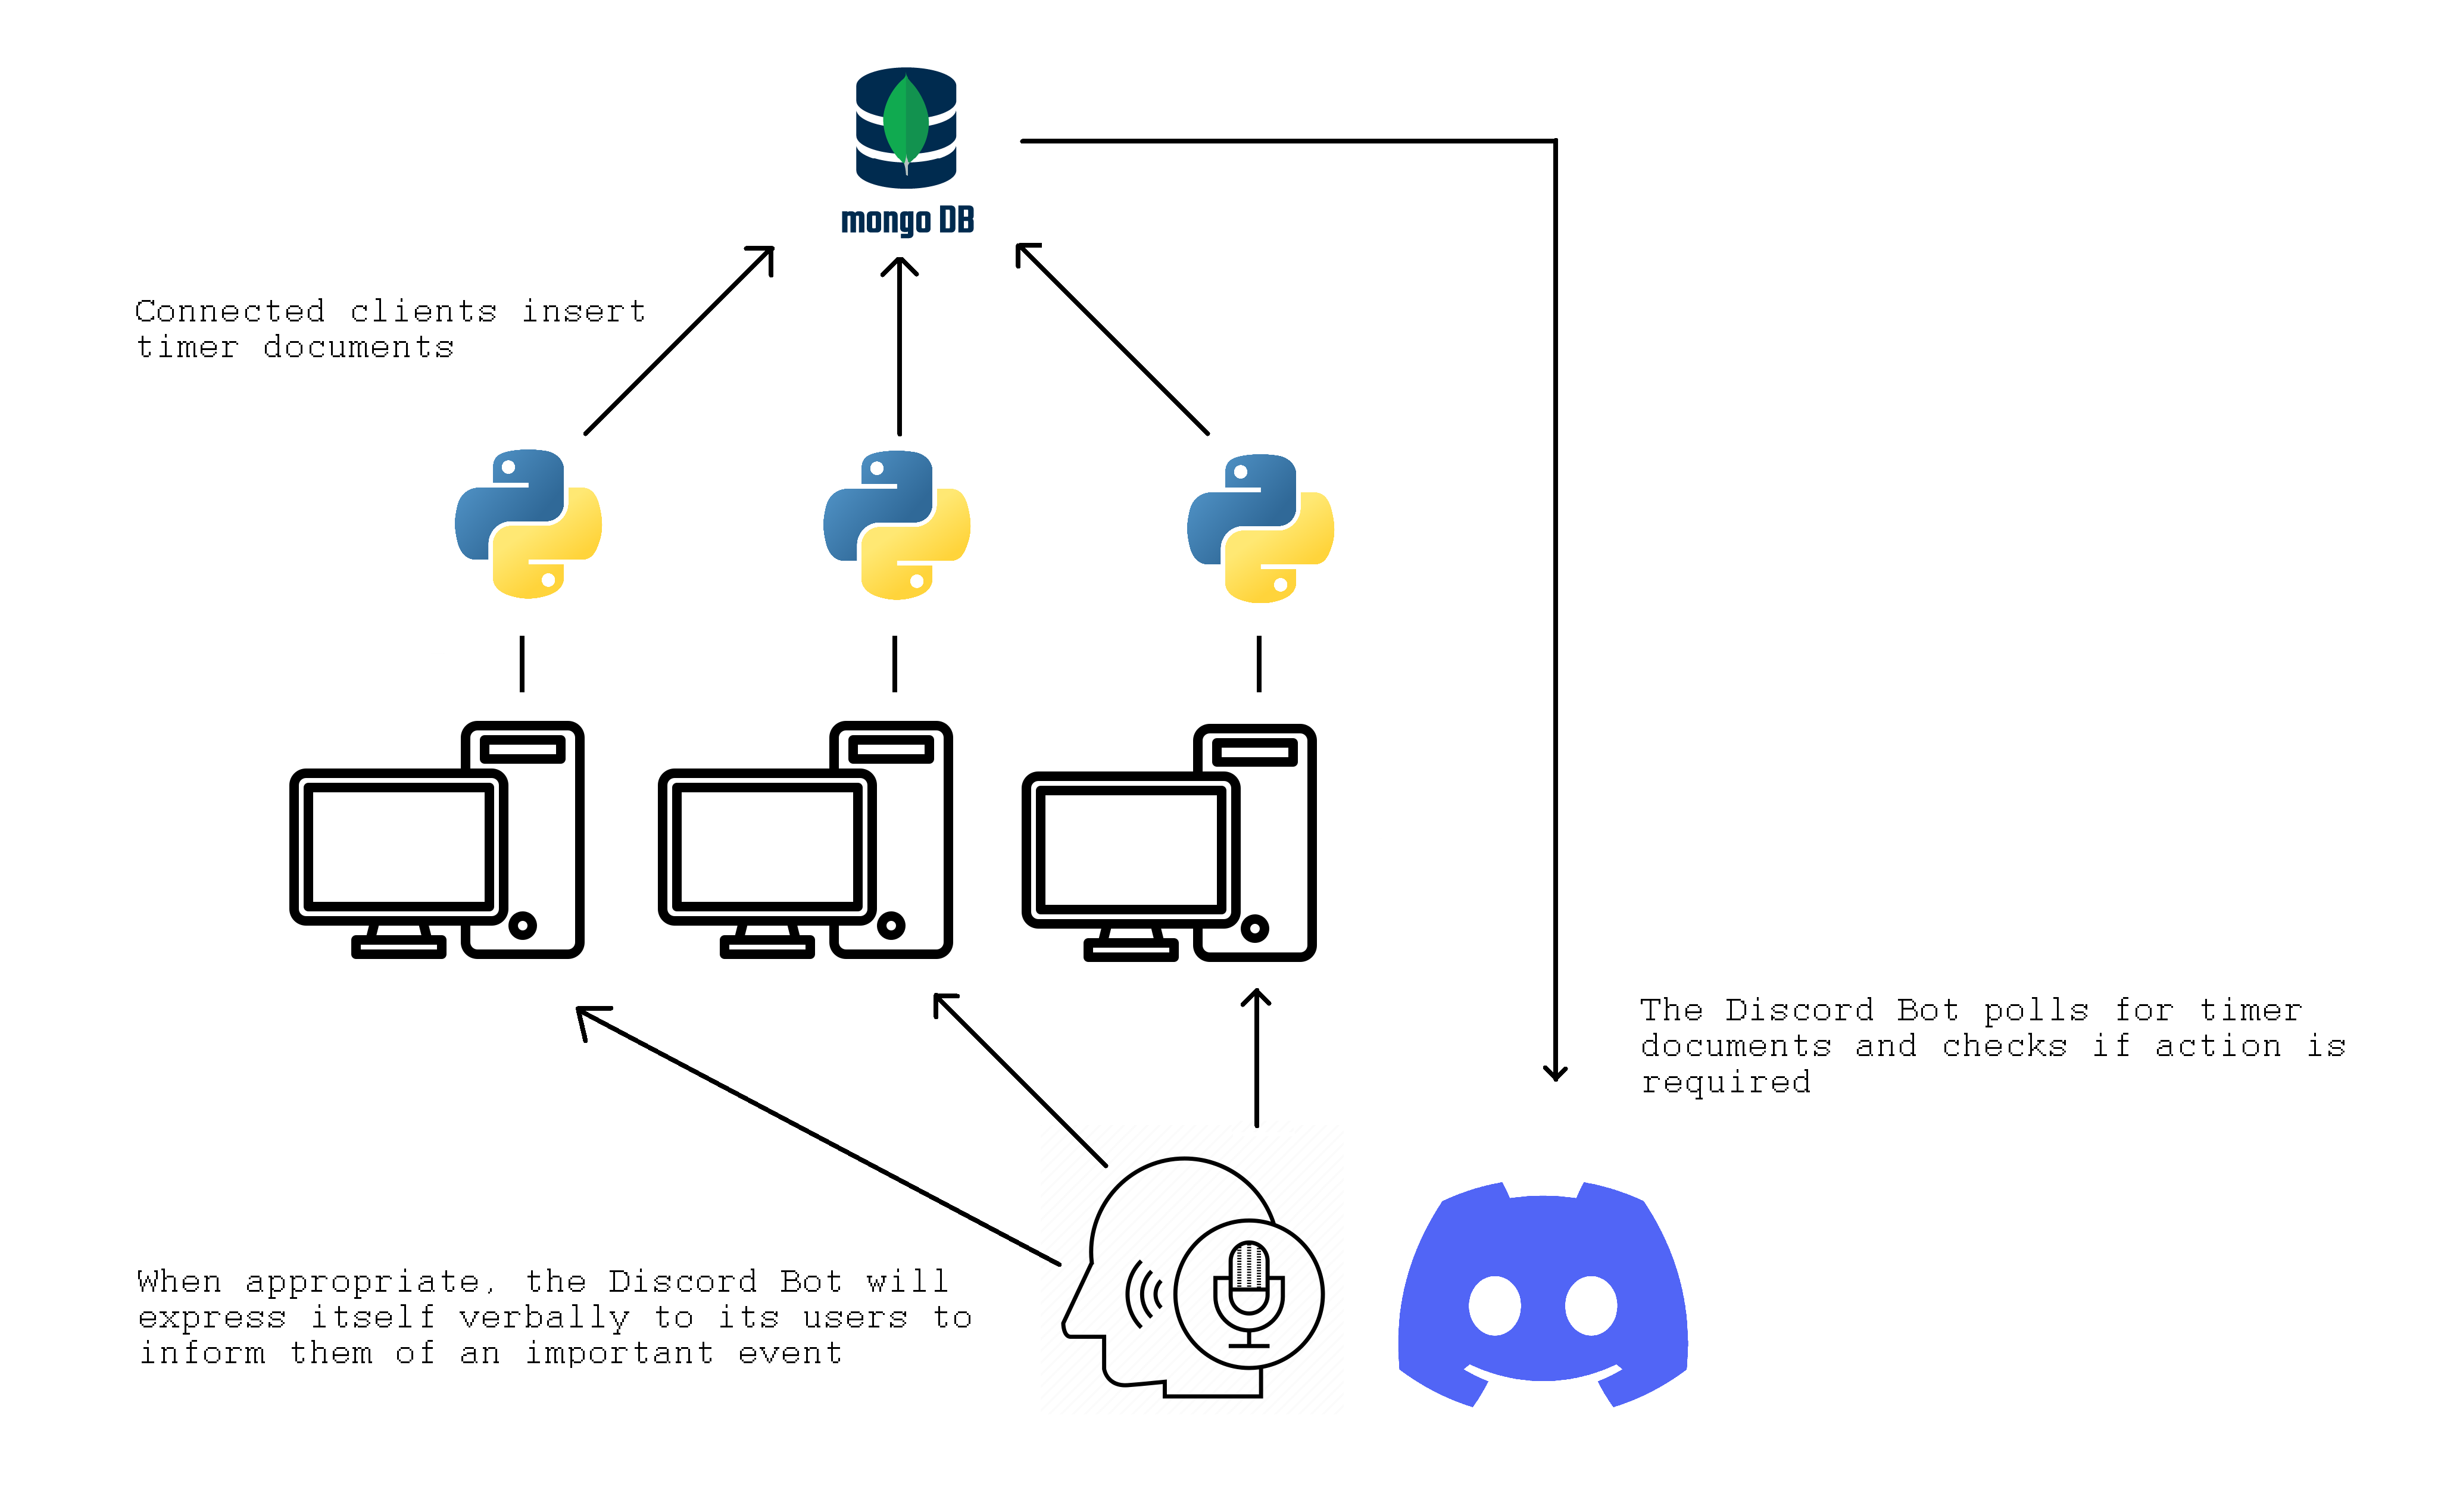 mongo DB
Connected clients insert
timer documents
The Discord Bot polls for timer
documents and checks if action is
required
When appropriate, the Discord Bot will
express itself verbally to its users to
inform them of an important event